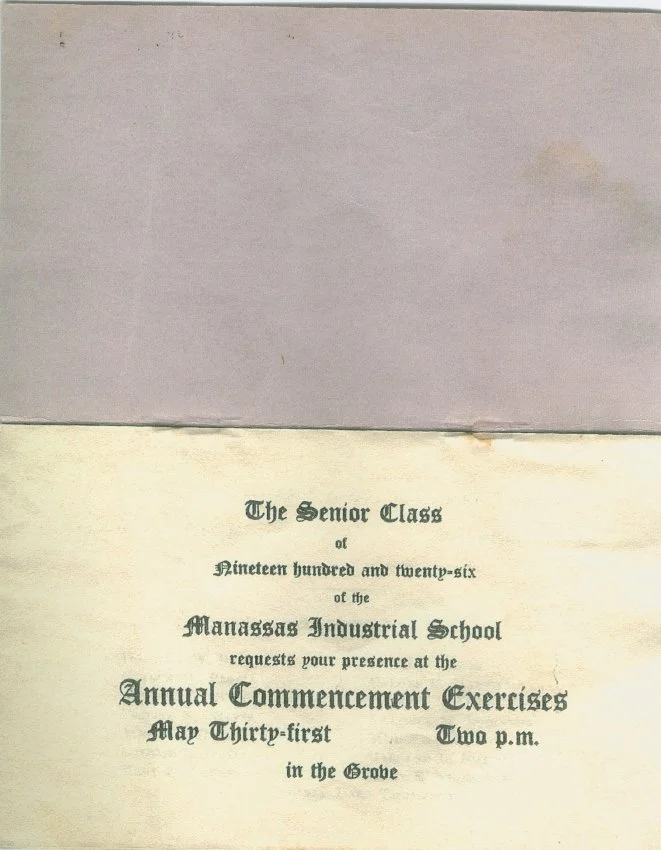 The Senior Class
of
Nineteen hundred and twenty-six
of the
Manassas Industrial School
requests your presence at the
Annual Commencement Exercises
May Thirty-first Two p.m.
in the Grove